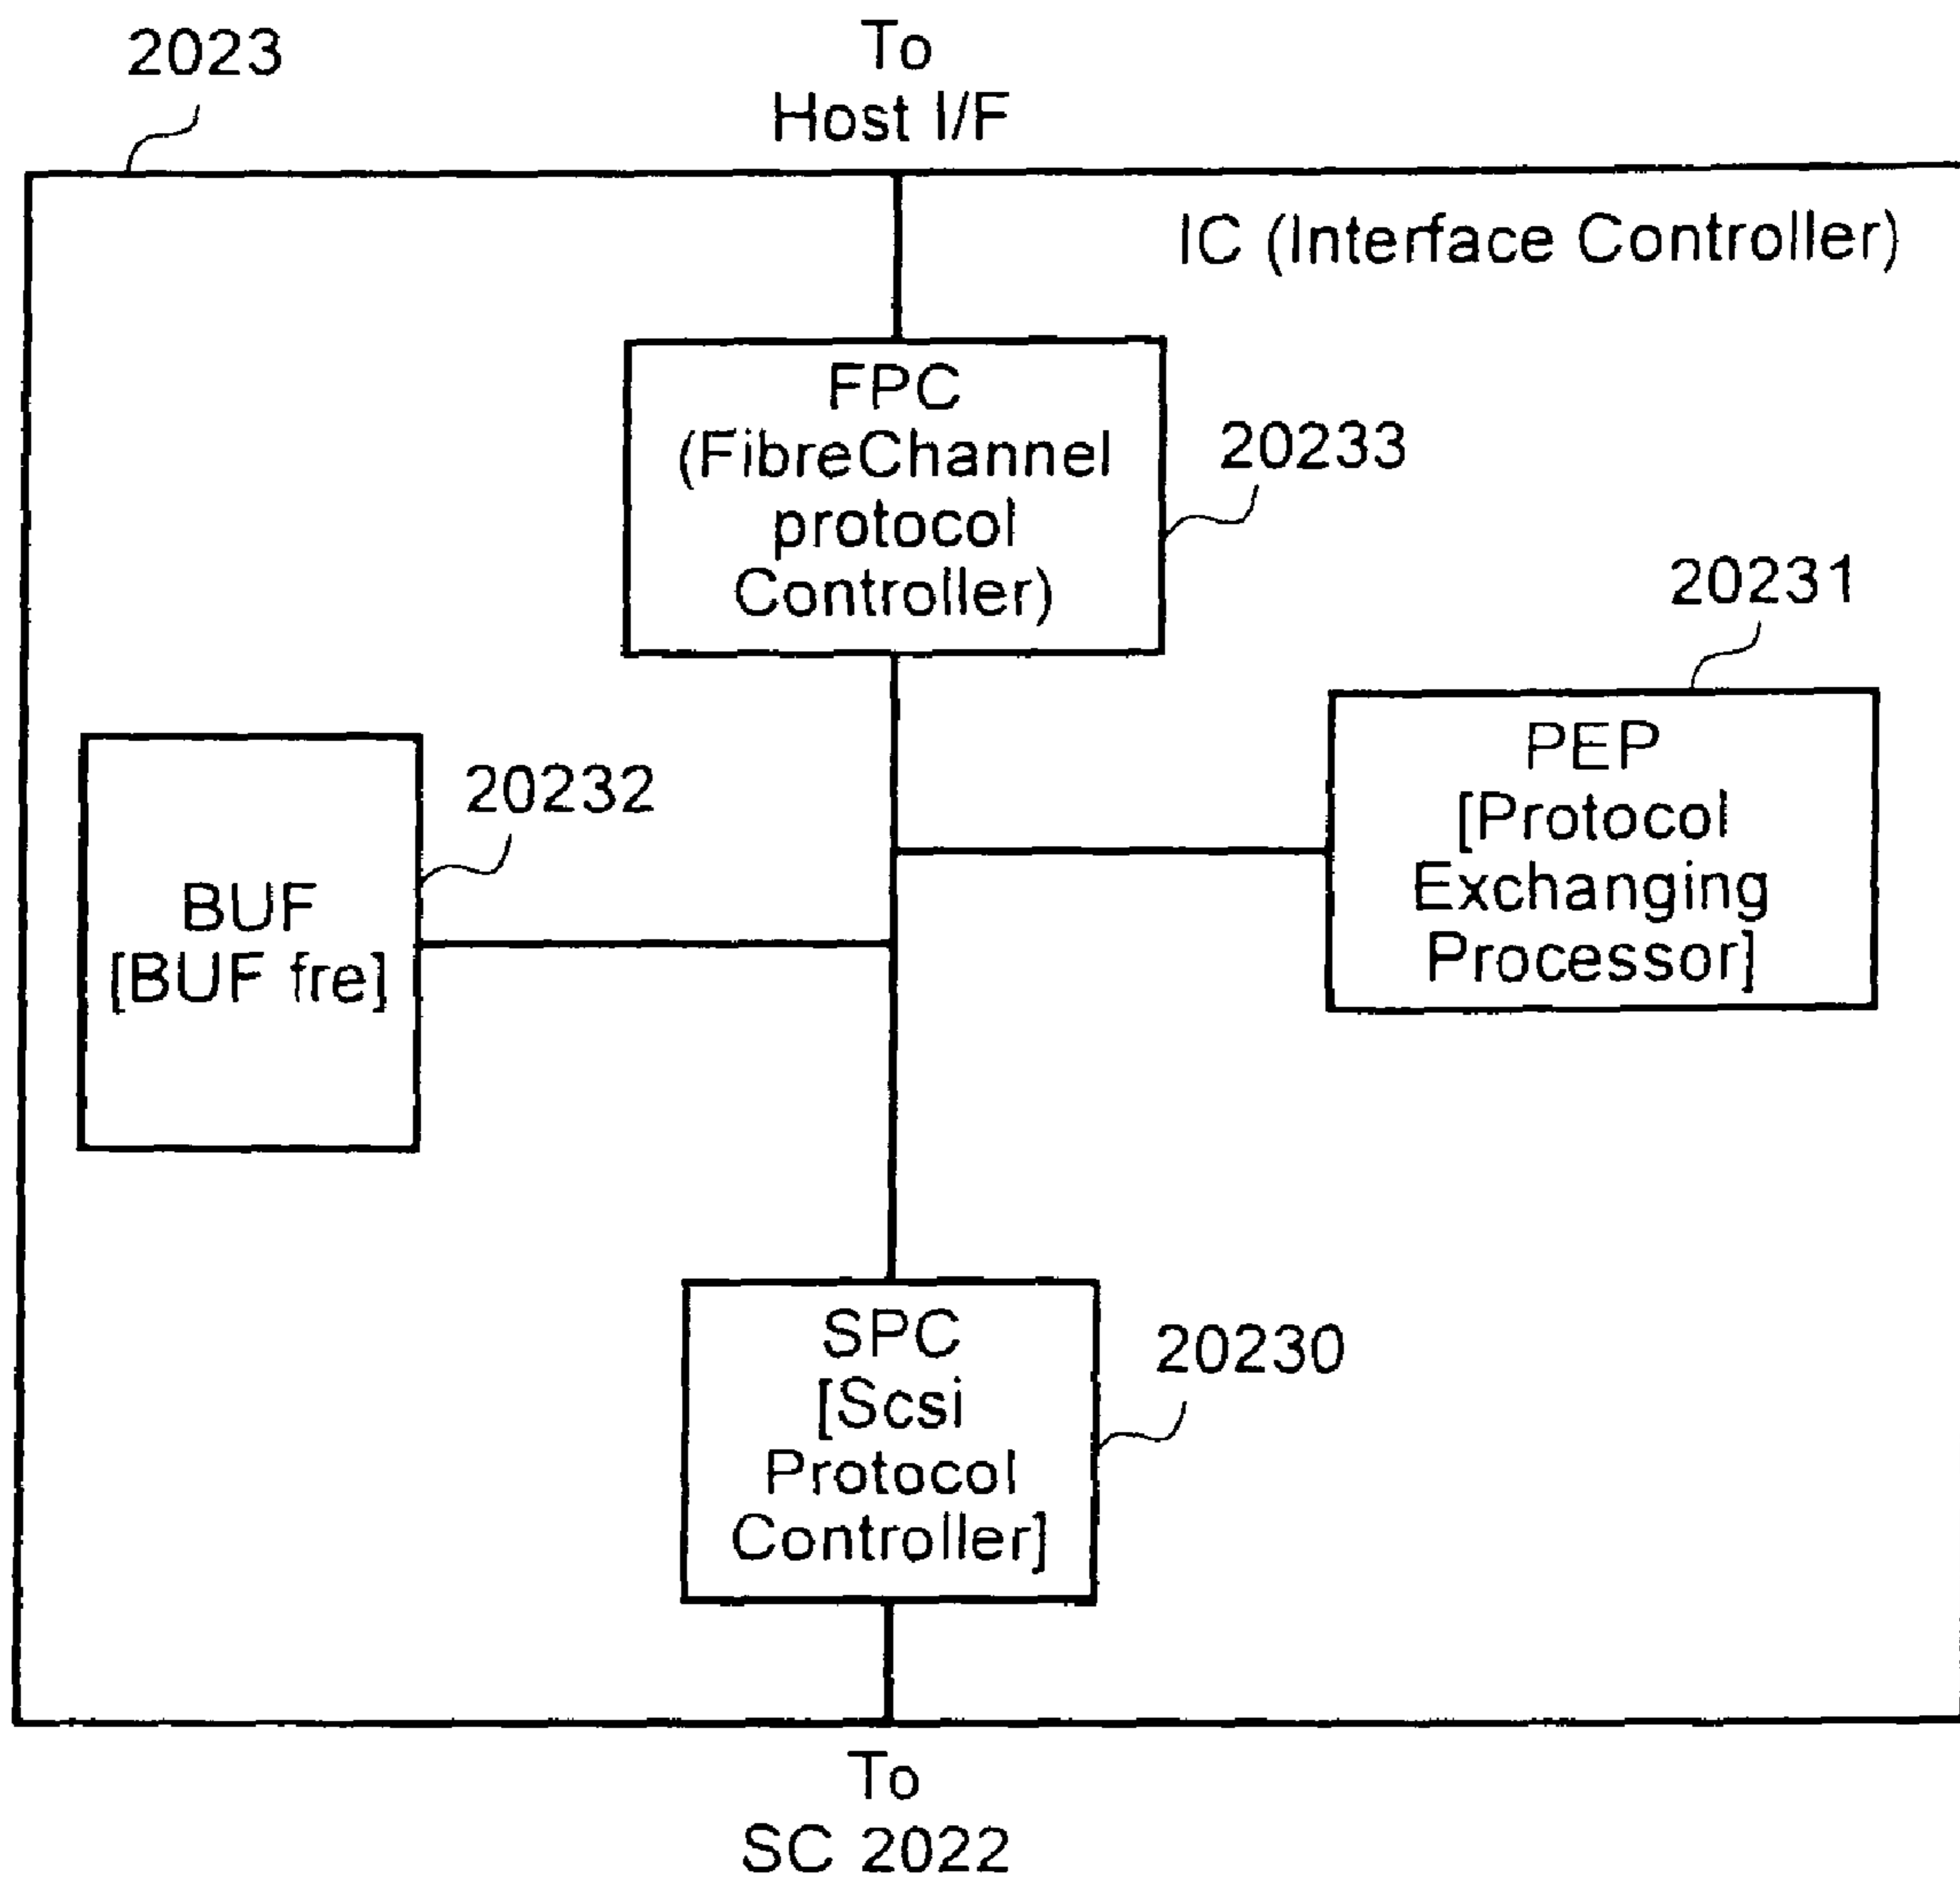 2023
To
Host I/F
IC (Interface Controller)
FPC
(FibreChannel
protocol
Controller)
20233
20231
PEP
[Protocol
Exchanging
Processor]
20232
BUF
[BUF fre]
SPC
[Scsi
Protocol
Controller]
20230
To
SC 2022